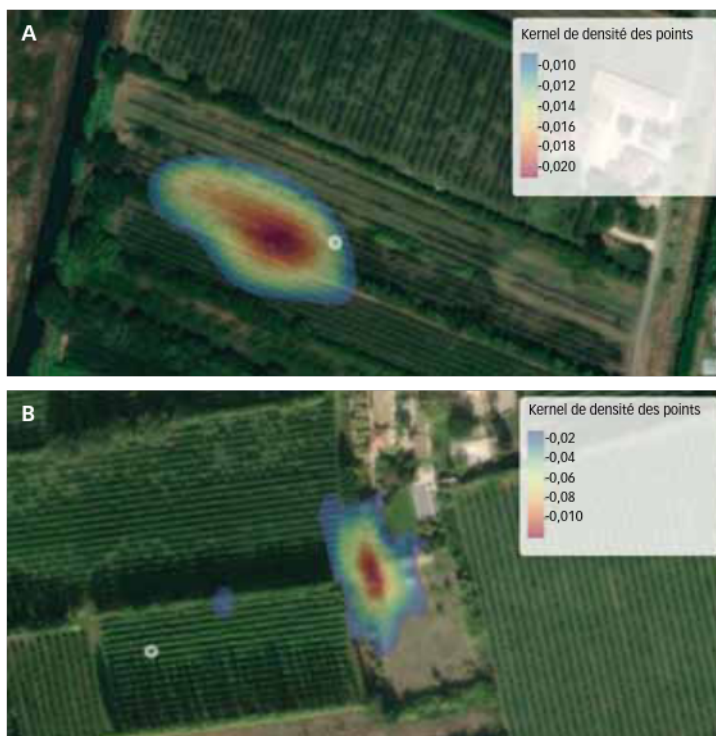 A
Kernel de densité des points
-0,010
-0,012
-0,014
-0,016
-0,018
-0,020
B
Kernel de densité des points
-0,02
-0,04
-0,06
-0,08
-0,010